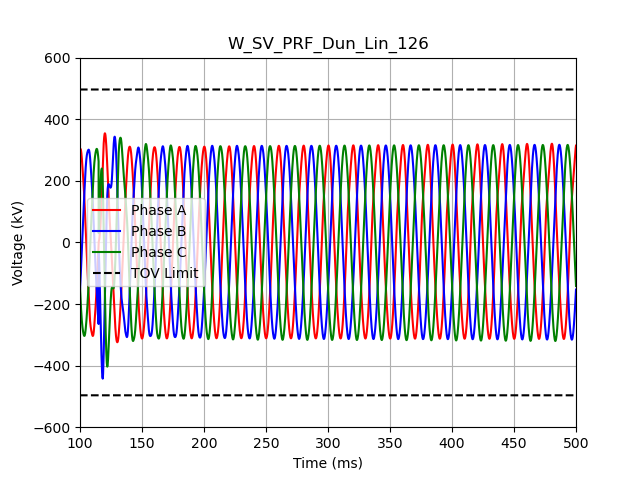 W_SV_PRF_Dun_Lin_126
Voltage (kV)
600
400
200
0
−200
−400
−600
Phase A
Phase B
Phase C
TOV Limit
100 150 200 250 300 350 400 450 500
Time (ms)